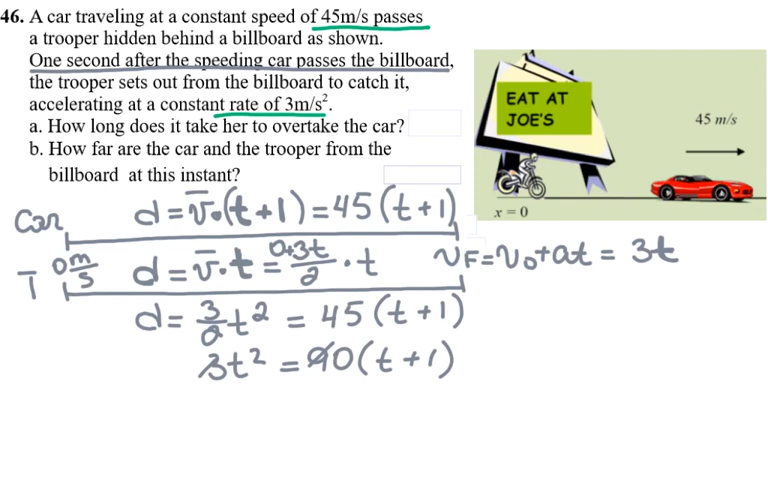 46. A car traveling at a constant speed of 45m/s passes
a trooper hidden behind a billboard as shown.
One second after the speeding car passes the billboard,
the trooper sets out from the billboard to catch it,
accelerating at a constant rate of 3m/s².
a. How long does it take her to overtake the car?
b. How far are the car and the trooper from the
billboard at this instant?
EAT AT
JOE'S
45 m/s
x = 0
Car d = v̅·(t+1) = 45(t+1)
T 0 m/s d = v̅·t = (0+3t)/2 · t vF = v0+at = 3t
d = 3/2 t² = 45(t+1)
3t² = 90(t+1)